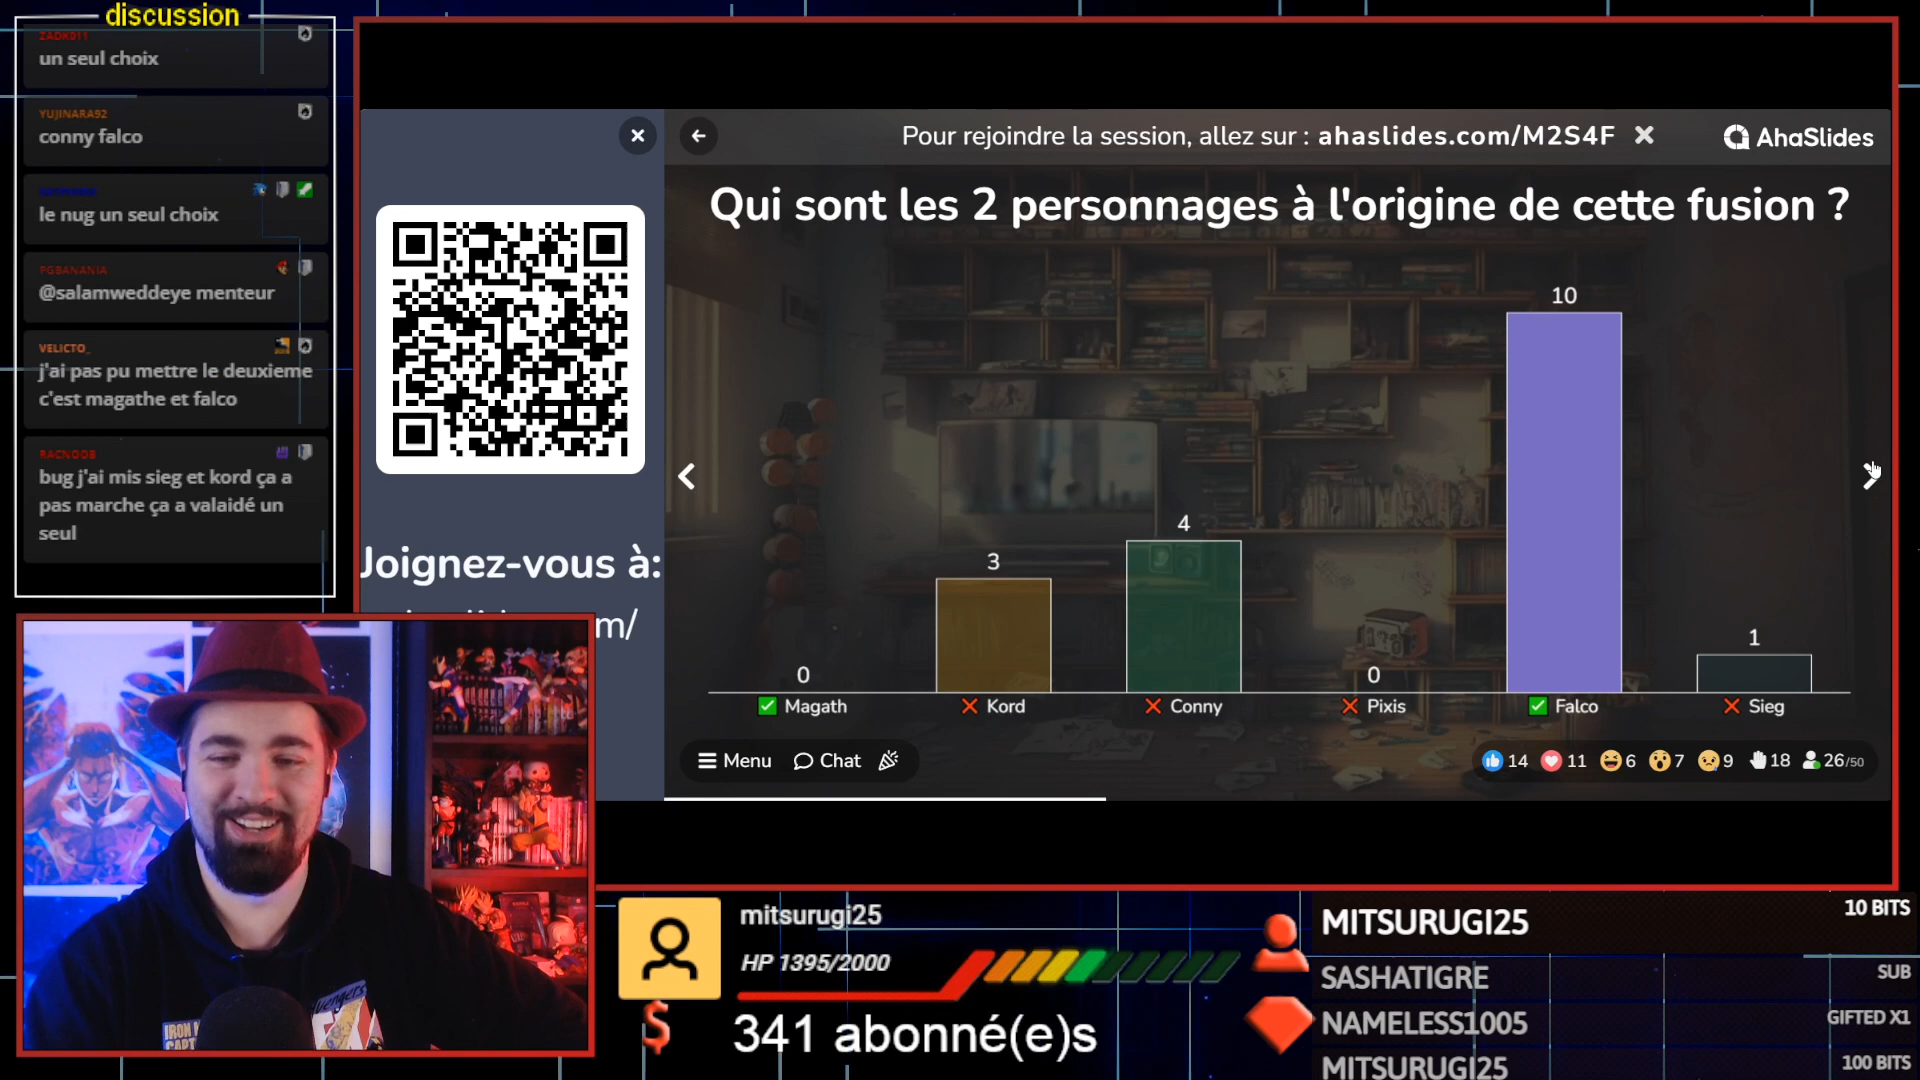 discussion
ZADK011
un seul choix
YUJINARA92
conny falco
le nug un seul choix
PGBANANIA
@salamweddeye menteur
VELICTO_
j'ai pas pu mettre le deuxieme
c'est magathe et falco
RACNOOB
bug j'ai mis sieg et kord ça a
pas marche ça a valaidé un
seul
Joignez-vous à:
m/
Pour rejoindre la session, allez sur : ahaslides.com/M2S4F
AhaSlides
Qui sont les 2 personnages à l'origine de cette fusion ?
0
3
4
0
10
1
Magath
Kord
Conny
Pixis
Falco
Sieg
Menu
Chat
14
11
6
7
9
18
26/50
mitsurugi25
HP 1395/2000
341 abonné(e)s
MITSURUGI25
10 BITS
SASHATIGRE
SUB
NAMELESS1005
GIFTED X1
MITSURUGI25
100 BITS